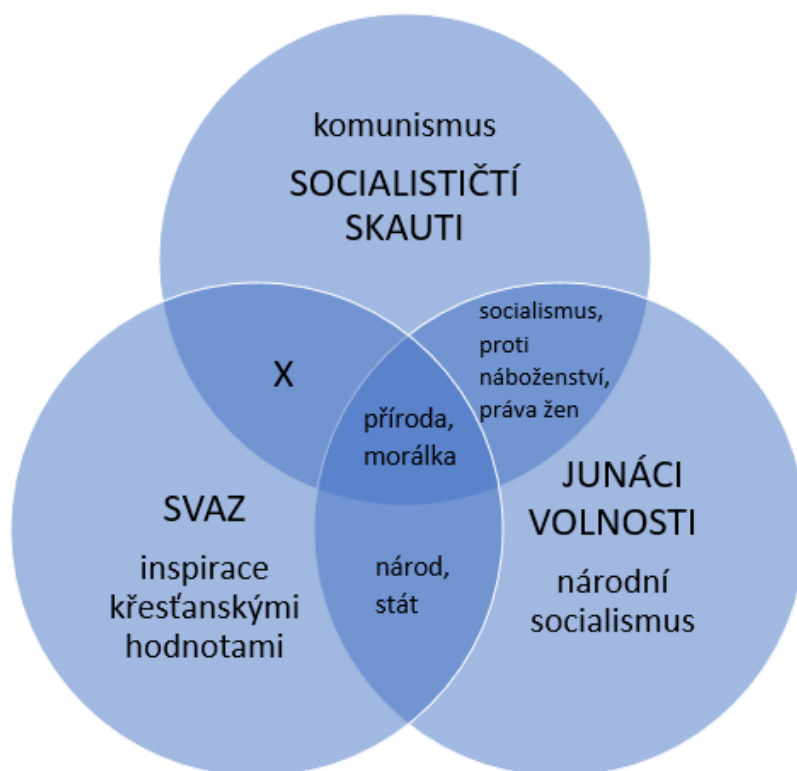 komunismus
SOCIALISTIČTÍ
SKAUTI
socialismus,
proti
náboženství,
práva žen
X
příroda,
morálka
JUNÁCI
VOLNOSTI
národní
socialismus
SVAZ
inspirace
křesťanskými
hodnotami
národ,
stát